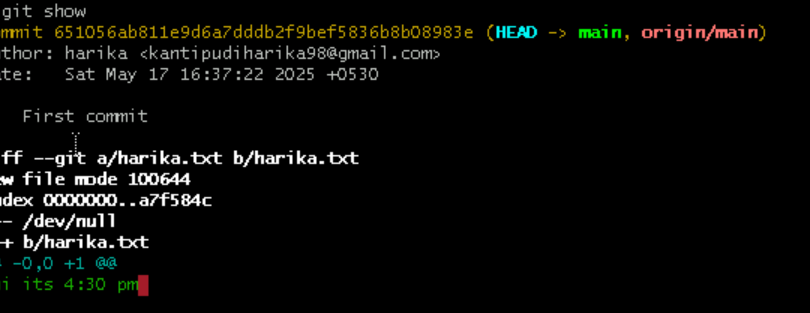 git show
mmit 651056ab811e9d6a7dddb2f9bef5836b8b08983e (HEAD -> main, origin/main)
thor: harika <kantipudiharika98@gmail.com>
te: Sat May 17 16:37:22 2025 +0530
First commit
ff --git a/harika.txt b/harika.txt
w file mode 100644
dex 0000000..a7f584c
-- /dev/null
++ b/harika.txt
-0,0 +1 @@
i its 4:30 pm